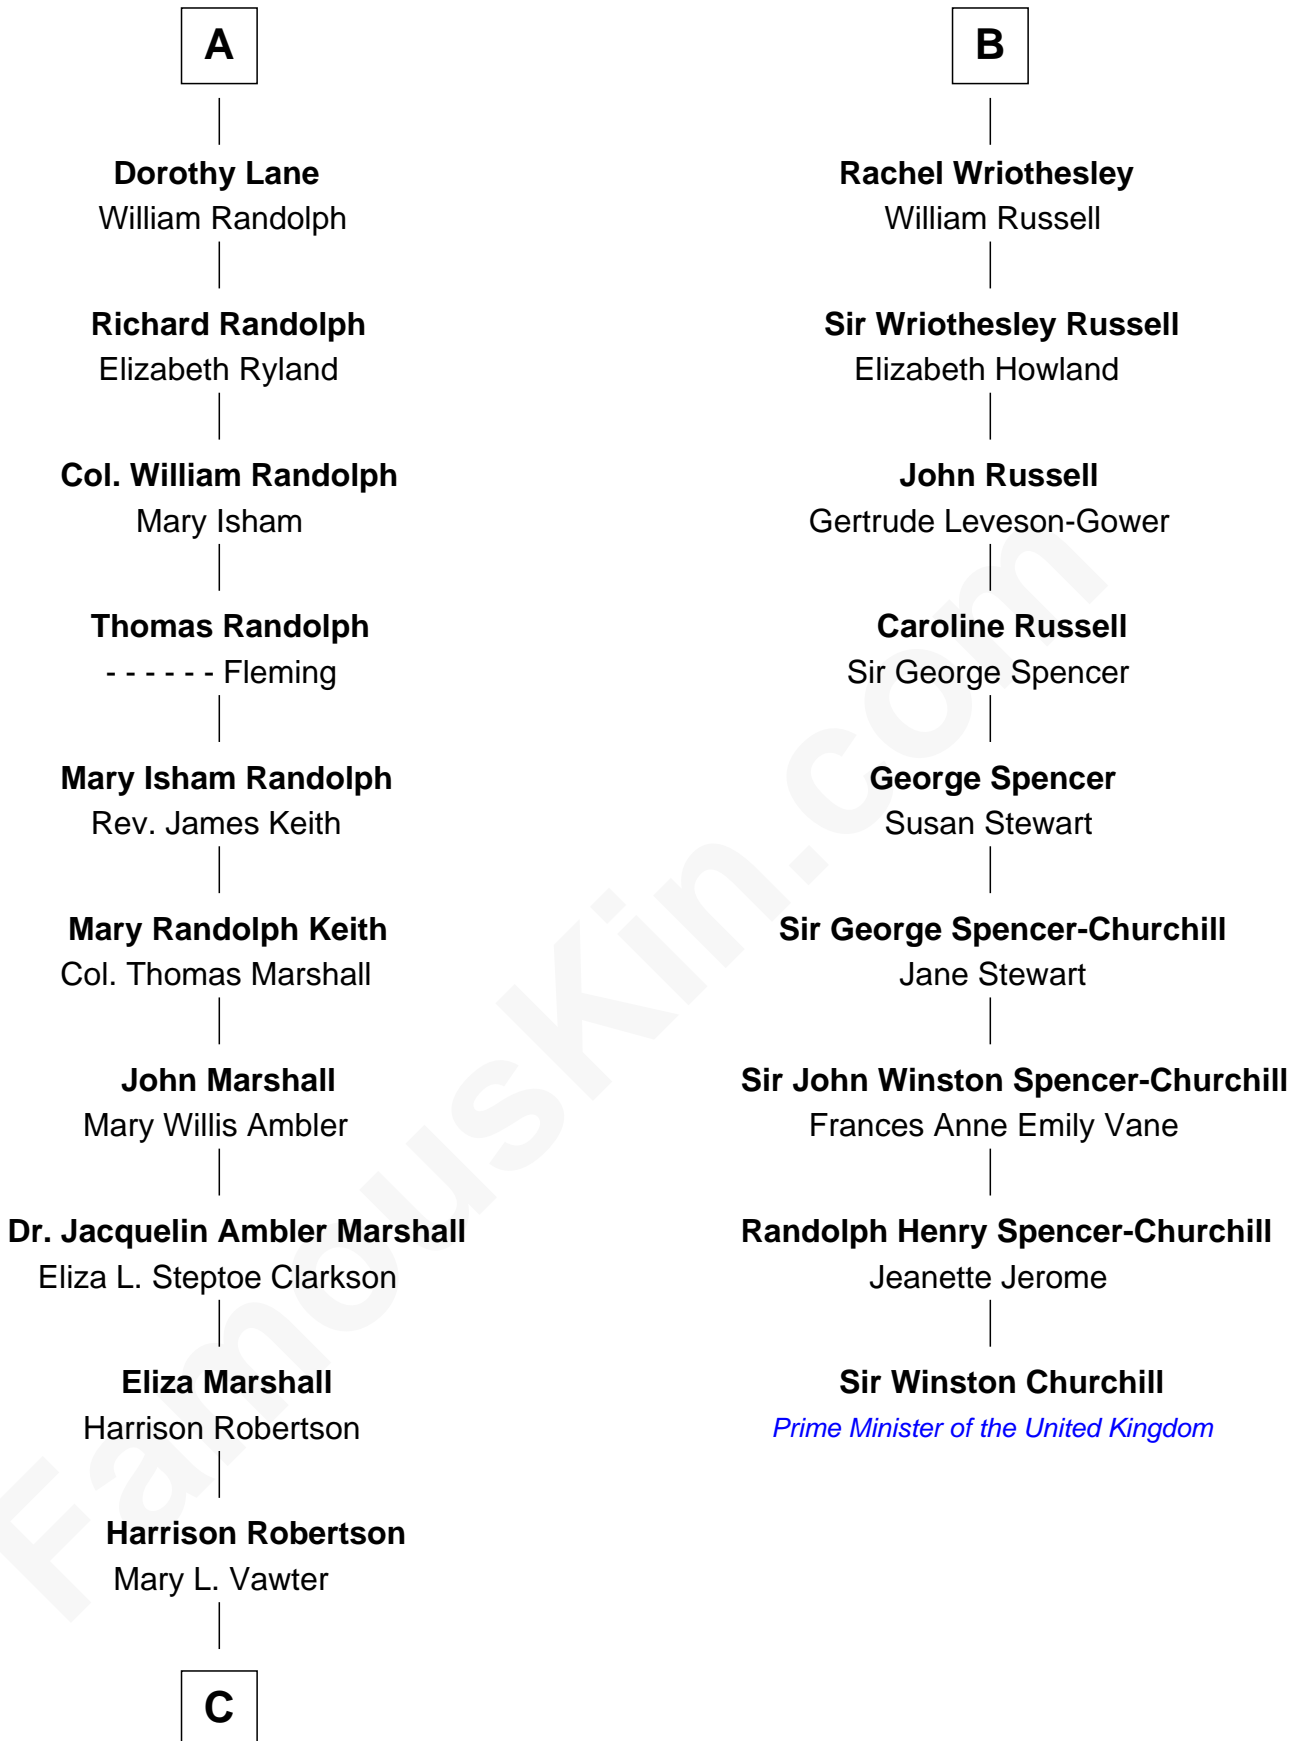 A
Dorothy Lane
William Randolph
Richard Randolph
Elizabeth Ryland
Col. William Randolph
Mary Isham
Thomas Randolph
- - - - - - Fleming
Mary Isham Randolph
Rev. James Keith
Mary Randolph Keith
Col. Thomas Marshall
John Marshall
Mary Willis Ambler
Dr. Jacquelin Ambler Marshall
Eliza L. Steptoe Clarkson
Eliza Marshall
Harrison Robertson
Harrison Robertson
Mary L. Vawter
C
B
Rachel Wriothesley
William Russell
Sir Wriothesley Russell
Elizabeth Howland
John Russell
Gertrude Leveson-Gower
Caroline Russell
Sir George Spencer
George Spencer
Susan Stewart
Sir George Spencer-Churchill
Jane Stewart
Sir John Winston Spencer-Churchill
Frances Anne Emily Vane
Randolph Henry Spencer-Churchill
Jeanette Jerome
Sir Winston Churchill
Prime Minister of the United Kingdom
FamousKin.com